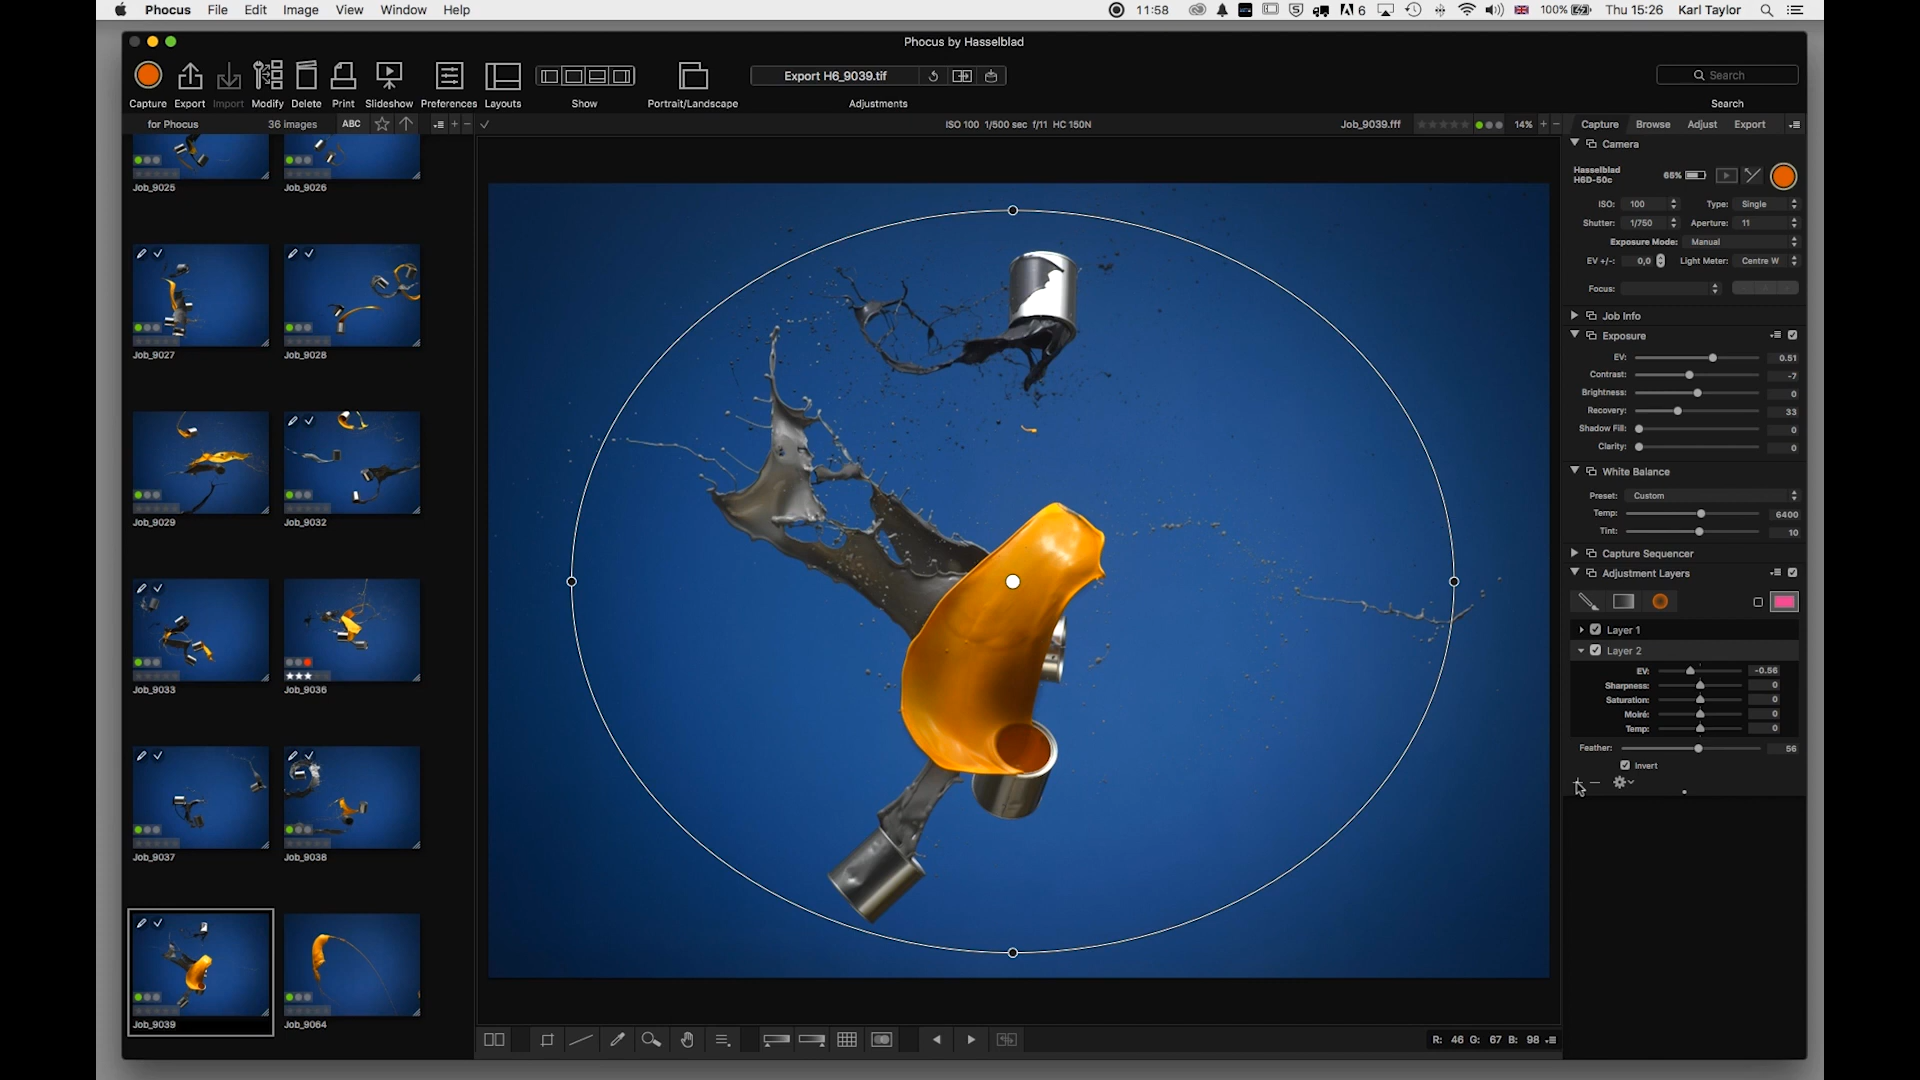 Phocus File Edit Image View Window Help 11:58 6 100% Thu 15:26 Karl Taylor
Phocus by Hasselblad
Export H6_9039.tif
Search
Capture Export Import Modify Delete Print Slideshow Preferences Layouts Show Portrait/Landscape Adjustments Search
for Phocus 36 images ABC ISO 100 1/500 sec f/11 HC 150N Job_9039.fff 14% Capture Browse Adjust Export
Camera
Hasselblad
H6D-50c
65%
ISO: 100 Type: Single
Shutter: 1/750 Aperture: 11
Exposure Mode: Manual
EV +/-: 0,0 Light Meter: Centre W
Focus:
Job Info
Exposure
EV: 0.51
Contrast: -7
Brightness: 0
Recovery: 33
Shadow Fill: 0
Clarity: 0
White Balance
Preset: Custom
Temp: 6400
Tint: 10
Capture Sequencer
Adjustment Layers
Layer 1
Layer 2
EV: -0.56
Sharpness: 0
Saturation: 0
Moiré: 0
Temp: 0
Feather: 56
Invert
Job_9025 Job_9026
Job_9027 Job_9028
Job_9029 Job_9032
Job_9033 Job_9036
Job_9037 Job_9038
Job_9039 Job_9064
R: 46 G: 67 B: 98